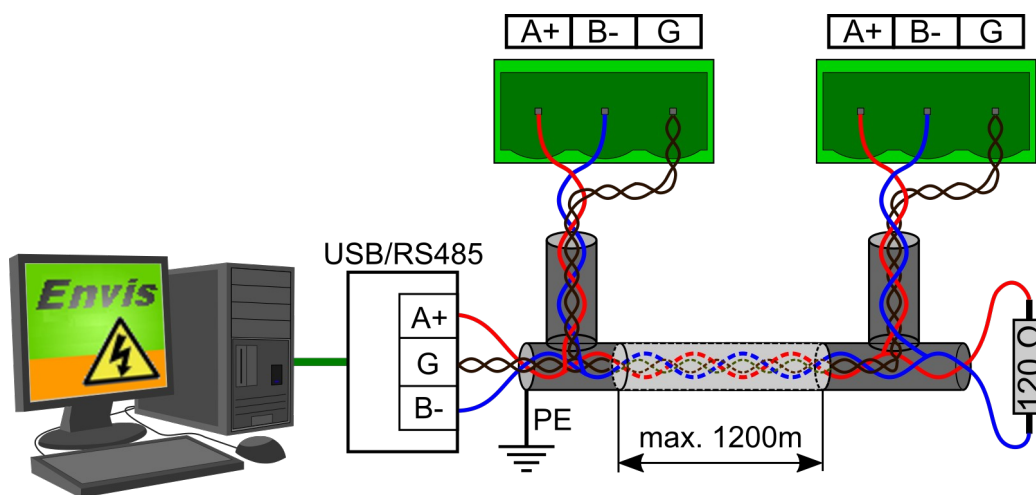 A+ B- G
A+ B- G
USB/RS485
Envis
A+
G
B-
PE
max. 1200m
120 Ω